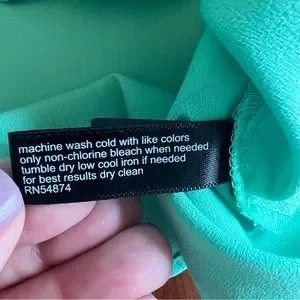 machine wash cold with like colors
only non-chlorine bleach when needed
tumble dry low cool iron if needed
for best results dry clean
RN54874